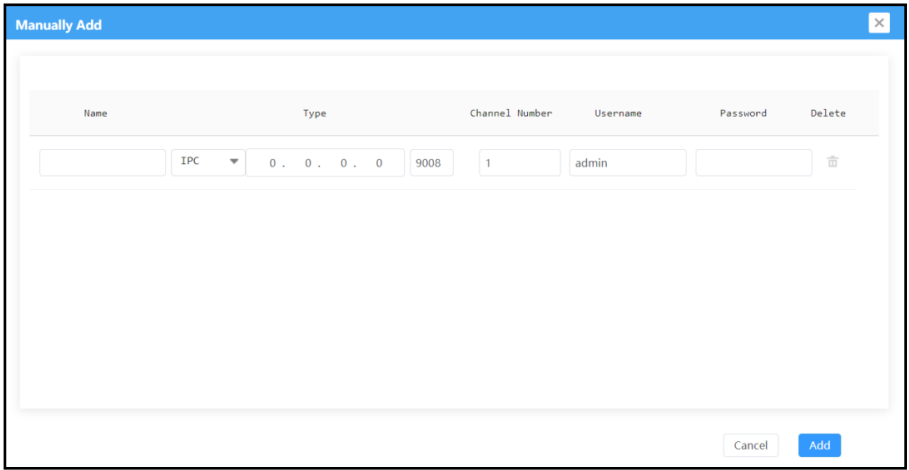 Manually Add
Name Type Channel Number Username Password Delete
IPC 0 . 0 . 0 . 0 9008 1 admin
Cancel Add